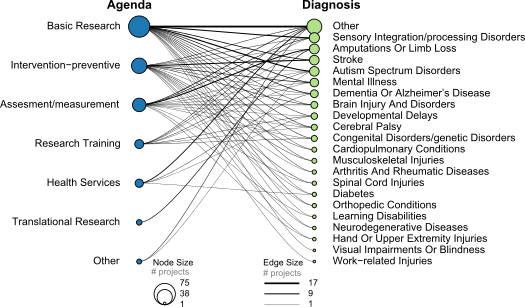 Agenda
Diagnosis
Basic Research
Intervention-preventive
Assesment/measurement
Research Training
Health Services
Translational Research
Other
Other
Sensory Integration/processing Disorders
Amputations Or Limb Loss
Stroke
Autism Spectrum Disorders
Mental Illness
Dementia Or Alzheimer's Disease
Brain Injury And Disorders
Developmental Delays
Cerebral Palsy
Congenital Disorders/genetic Disorders
Cardiopulmonary Conditions
Musculoskeletal Injuries
Arthritis And Rheumatic Diseases
Spinal Cord Injuries
Diabetes
Orthopedic Conditions
Learning Disabilities
Neurodegenerative Diseases
Hand Or Upper Extremity Injuries
Visual Impairments Or Blindness
Work-related Injuries
Node Size
# projects
75
38
1
Edge Size
# projects
17
9
1